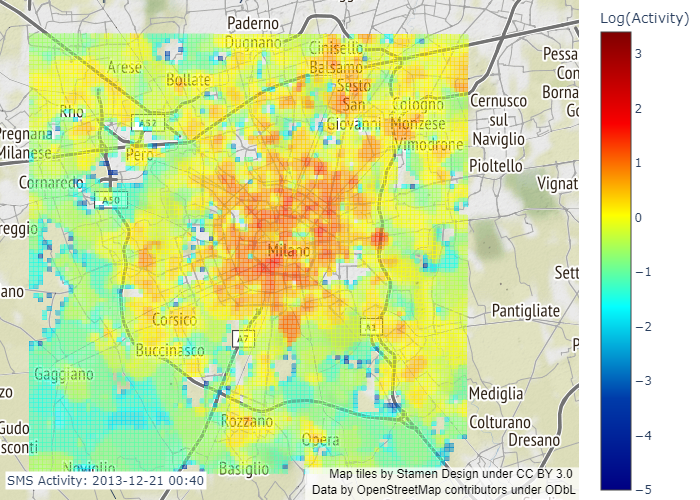 Log(Activity)
Paderno
Dugnano
Cinisello
Balsamo
Arese
Bollate
Sesto
San
Giovanni
Rho
A52
Cologno
Monzese
Vimodrone
Pessa
Con
Borna
Go
Cernusco
sul
Naviglio
Pregnana
Milanese
Pero
Pioltello
Cornaredo
A50
Vignat
reggio
Milano
Sett
ano
Corsico
A7
A1
Pantigliate
P
Buccinasco
Gaggiano
zo
Mediglia
Rozzano
Colturano
Gudo
sconti
Opera
Dresano
Noviglio
Basiglio
SMS Activity: 2013-12-21 00:40
Map tiles by Stamen Design under CC BY 3.0
Data by OpenStreetMap contributors under ODbL
3
2
1
0
−1
−2
−3
−4
−5